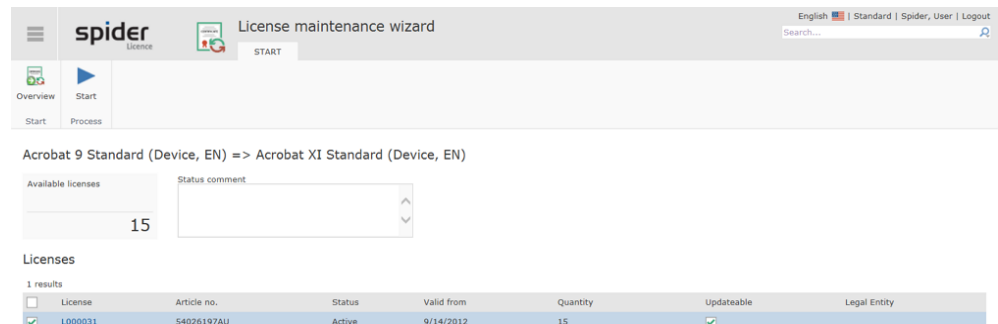 English | Standard | Spider, User | Logout
spider
Licence
License maintenance wizard
Search...
START
Overview
Start
Start
Process
Acrobat 9 Standard (Device, EN) => Acrobat XI Standard (Device, EN)
Available licenses
Status comment
15
Licenses
1 results
License Article no. Status Valid from Quantity Updateable Legal Entity
L000031 54026197AU Active 9/14/2012 15